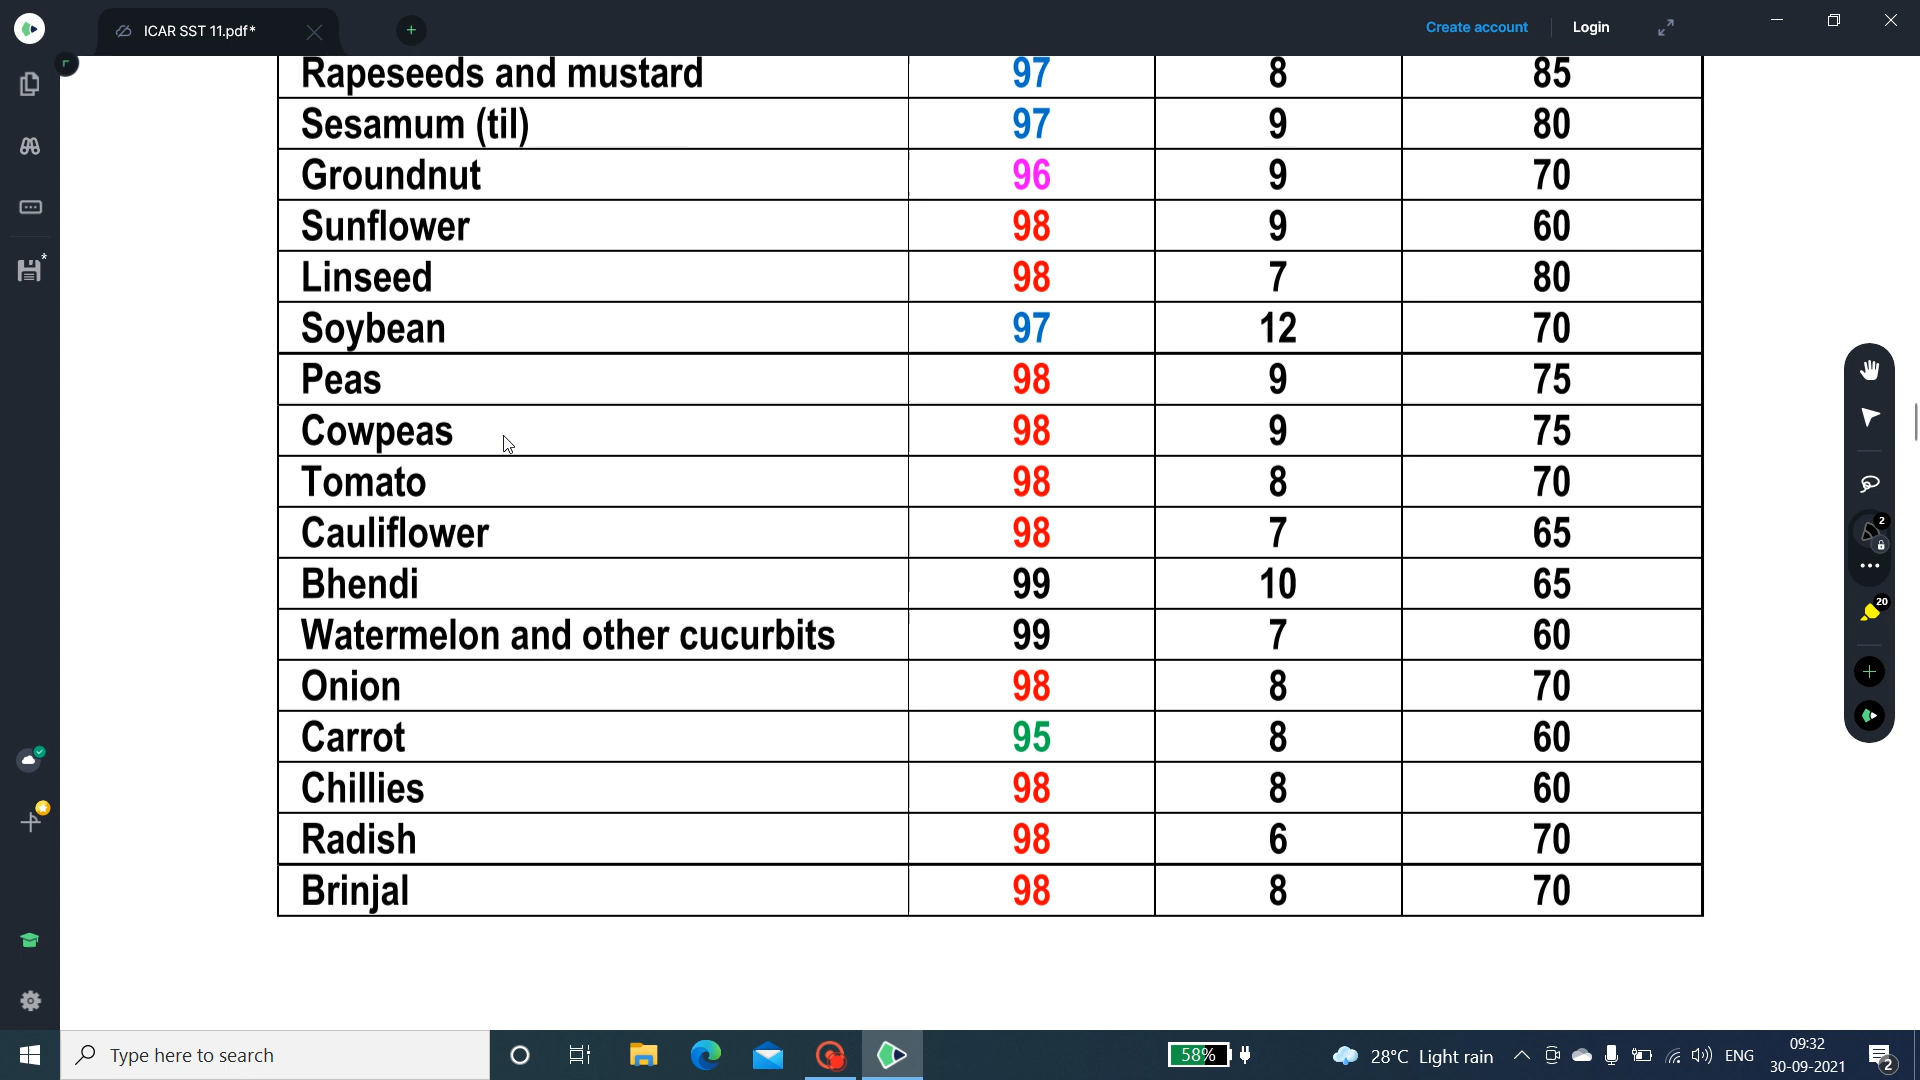 ICAR SST 11.pdf*
Create account
Login
Rapeseeds and mustard 97 8 85
Sesamum (til) 97 9 80
Groundnut 96 9 70
Sunflower 98 9 60
Linseed 98 7 80
Soybean 97 12 70
Peas 98 9 75
Cowpeas 98 9 75
Tomato 98 8 70
Cauliflower 98 7 65
Bhendi 99 10 65
Watermelon and other cucurbits 99 7 60
Onion 98 8 70
Carrot 95 8 60
Chillies 98 8 60
Radish 98 6 70
Brinjal 98 8 70
2
20
Type here to search
58%
28°C Light rain
ENG
09:32
30-09-2021
2